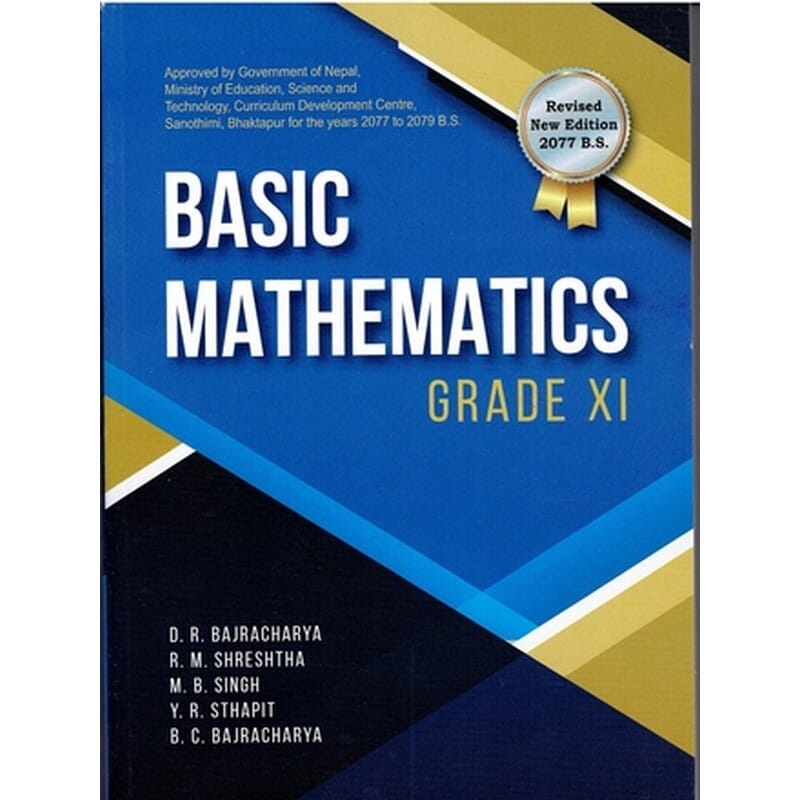 Approved by Government of Nepal,
Ministry of Education, Science and
Technology, Curriculum Development Centre,
Sanothimi, Bhaktapur for the years 2077 to 2079 B.S.
Revised
New Edition
2077 B.S.
BASIC
MATHEMATICS
GRADE XI
D. R. BAJRACHARYA
R. M. SHRESHTHA
M. B. SINGH
Y. R. STHAPIT
B. C. BAJRACHARYA